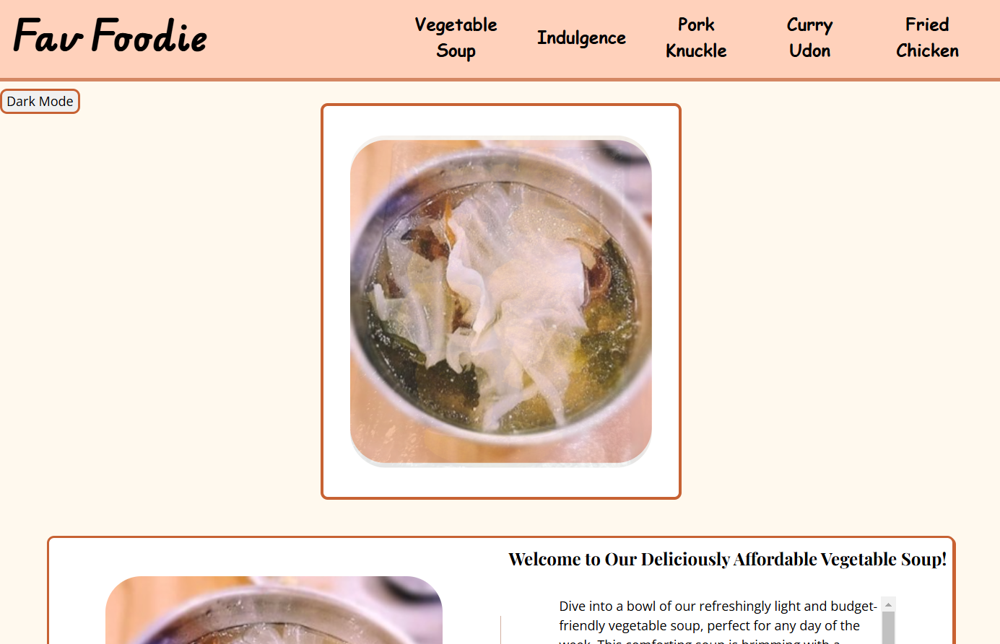 Fav Foodie
Vegetable
Soup
Indulgence
Pork
Knuckle
Curry
Udon
Fried
Chicken
Dark Mode
Welcome to Our Deliciously Affordable Vegetable Soup!
Dive into a bowl of our refreshingly light and budget-
friendly vegetable soup, perfect for any day of the
week. This comforting soup is brimming with a